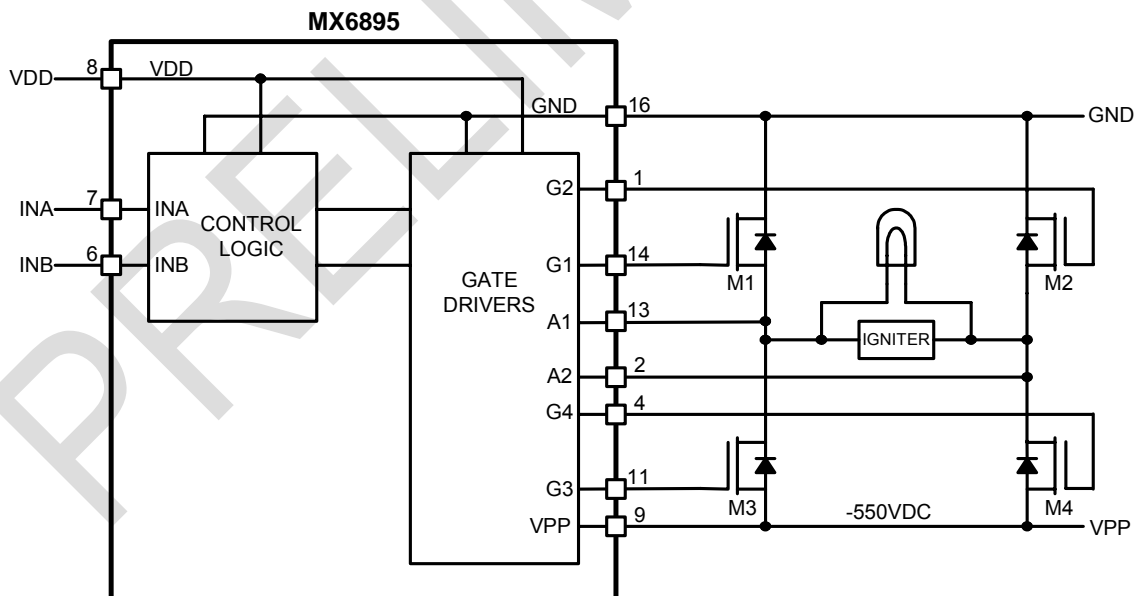 MX6895
VDD 8 VDD
GND 16 GND
INA 7 INA
INB 6 INB
CONTROL
LOGIC
GATE
DRIVERS
G2 1
G1 14
A1 13
A2 2
G4 4
G3 11
VPP 9
M1
M2
IGNITER
M3
M4
-550VDC
VPP